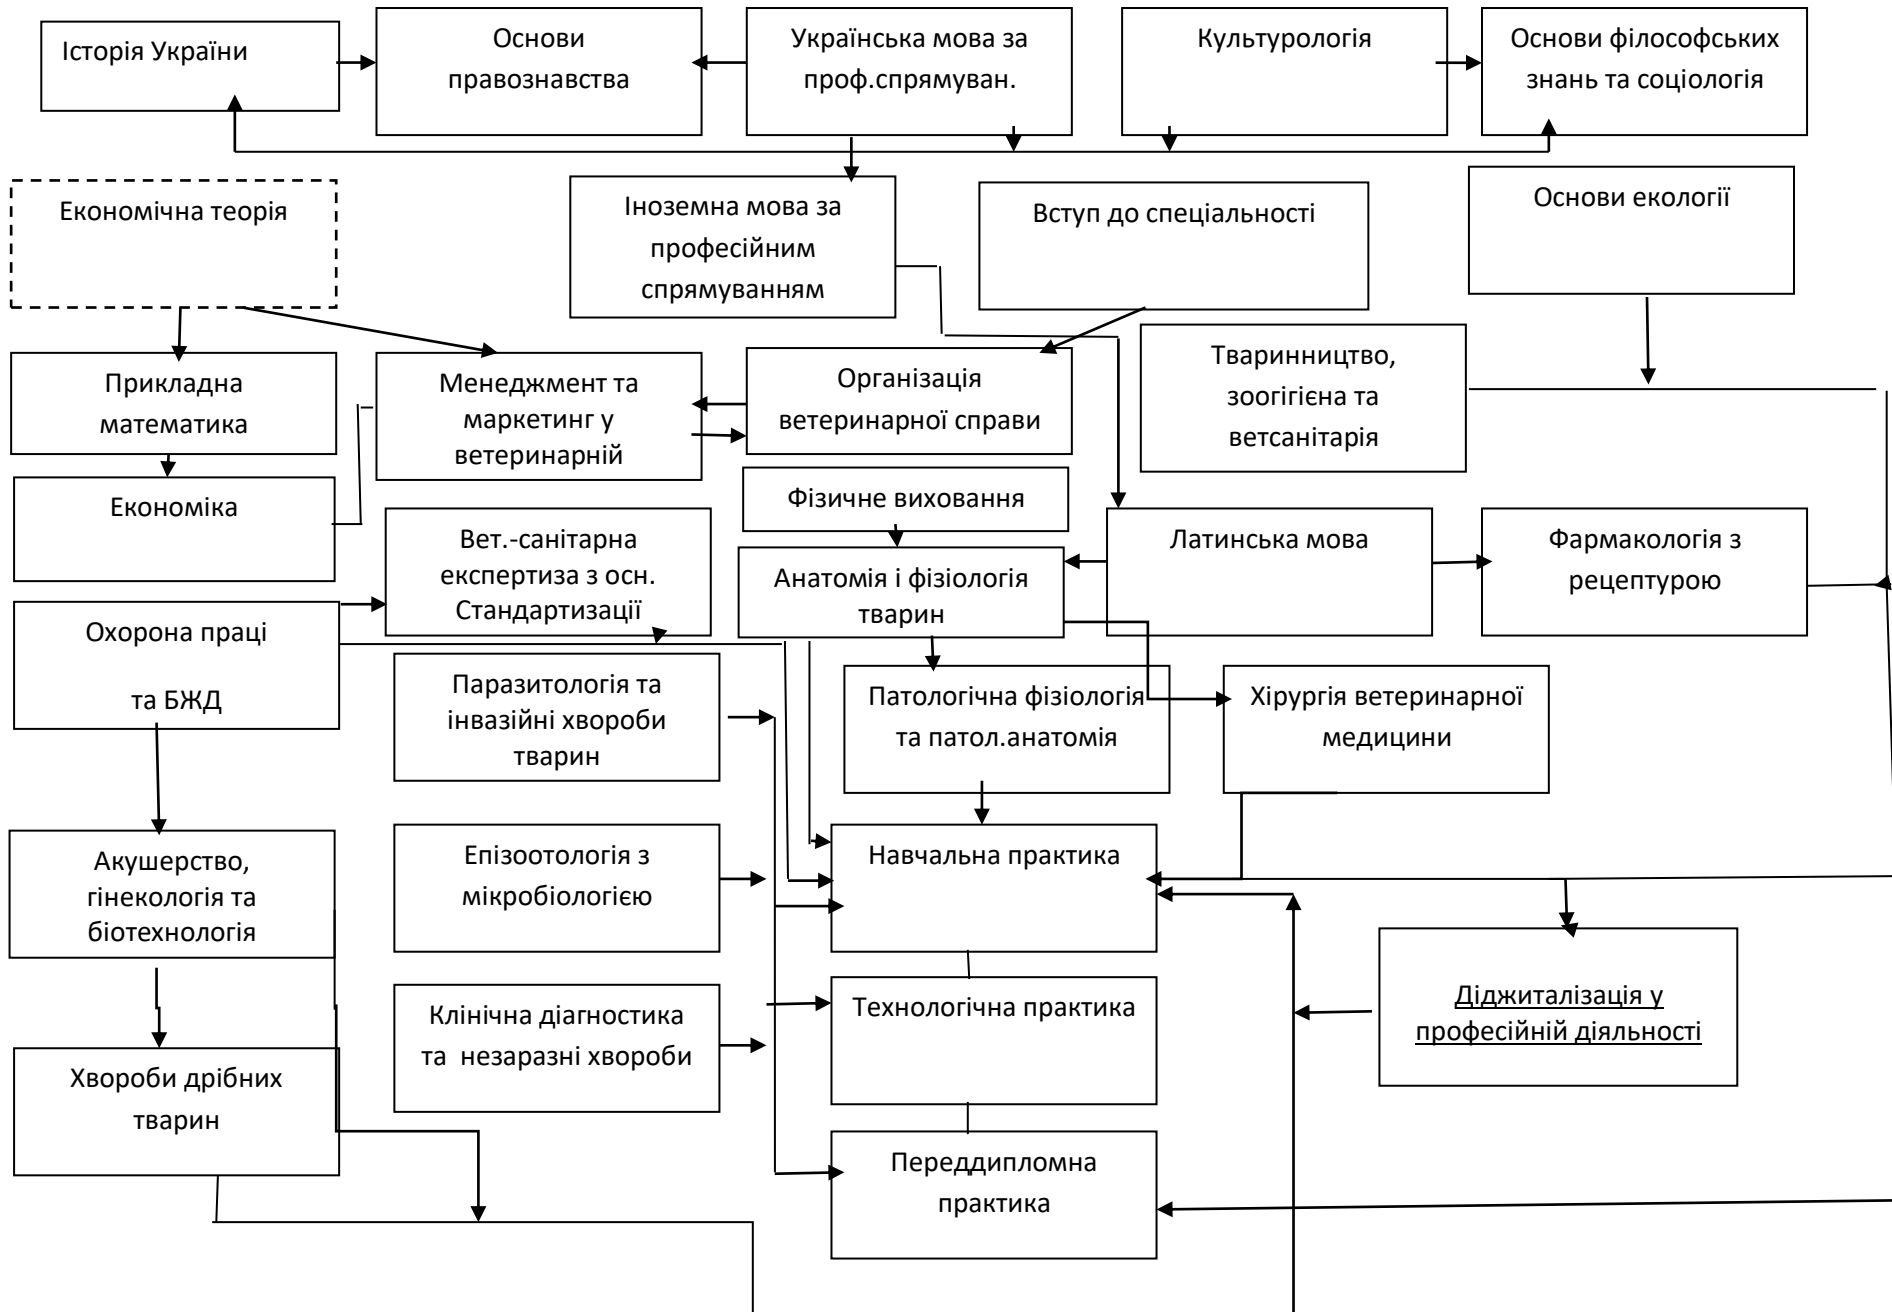 Історія України
Основи
правознавства
Українська мова за
проф.спрямуван.
Культурологія
Основи філософських
знань та соціологія
Економічна теорія
Іноземна мова за
професійним
спрямуванням
Вступ до спеціальності
Основи екології
Прикладна
математика
Менеджмент та
маркетинг у
ветеринарній
Організація
ветеринарної справи
Тваринництво,
зоогігієна та
ветсанітарія
Економіка
Фізичне виховання
Вет.-санітарна
експертиза з осн.
Стандартизації
Анатомія і фізіологія
тварин
Латинська мова
Фармакологія з
рецептурою
Охорона праці
та БЖД
Паразитологія та
інвазійні хвороби
тварин
Патологічна фізіологія
та патол.анатомія
Хірургія ветеринарної
медицини
Акушерство,
гінекологія та
біотехнологія
Епізоотологія з
мікробіологією
Навчальна практика
Клінічна діагностика
та незаразні хвороби
Технологічна практика
Діджиталізація у
професійній діяльності
Хвороби дрібних
тварин
Переддипломна
практика